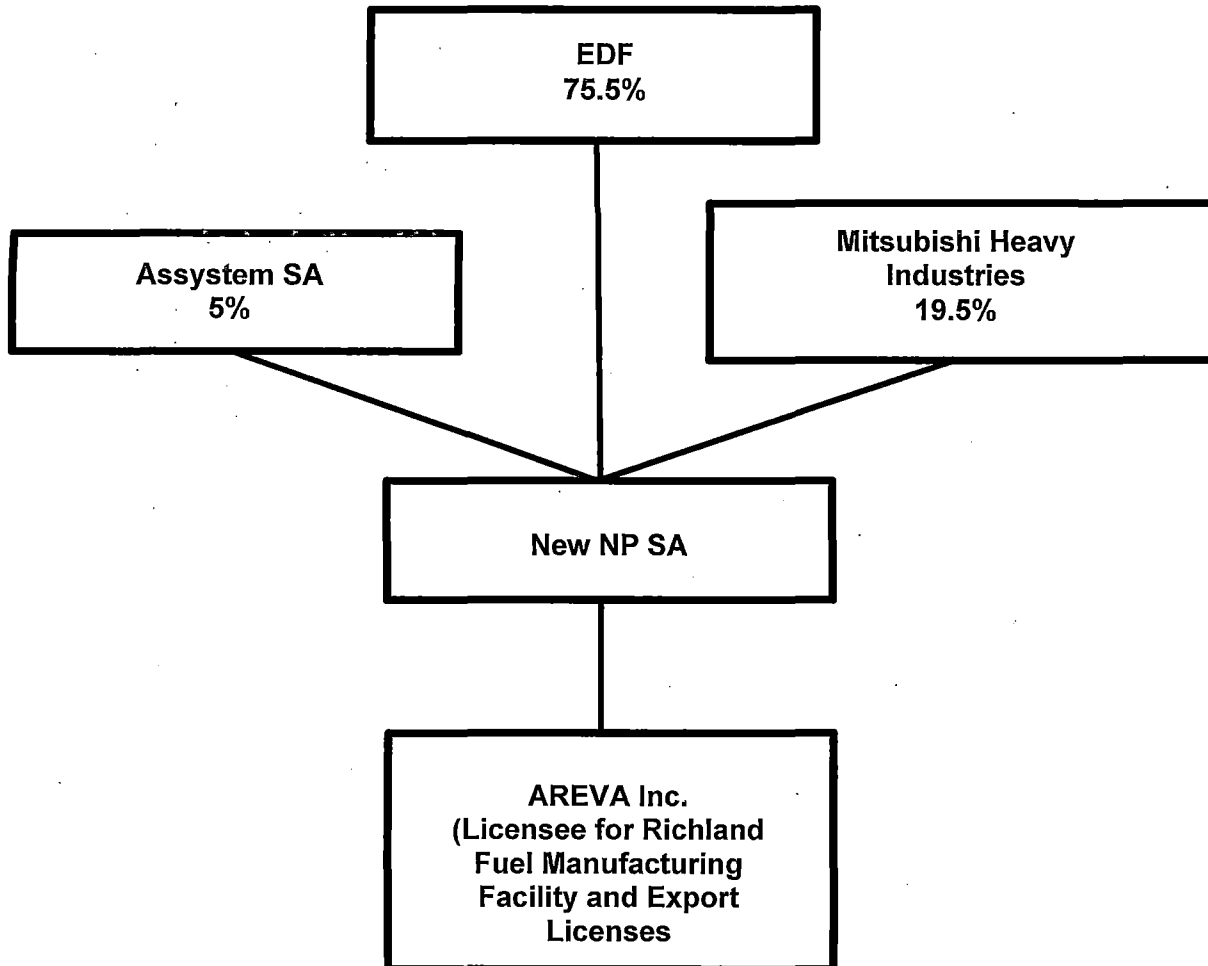 EDF
75.5%
Assystem SA
5%
Mitsubishi Heavy
Industries
19.5%
New NP SA
AREVA Inc.
(Licensee for Richland
Fuel Manufacturing
Facility and Export
Licenses